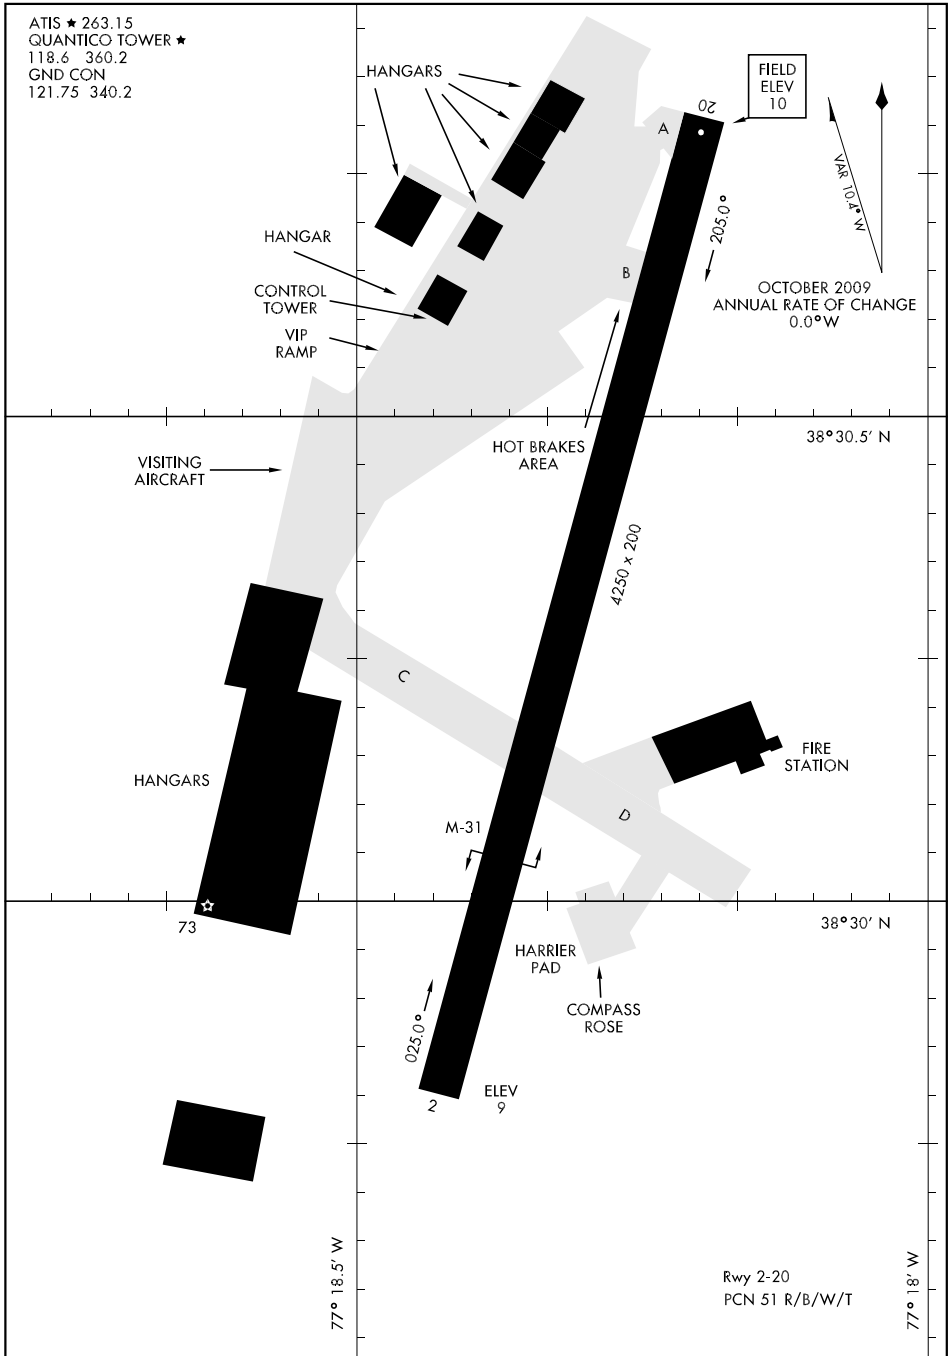 ATIS ★ 263.15
QUANTICO TOWER ★
118.6 360.2
GND CON
121.75 340.2
HANGARS
FIELD
ELEV
10
20
A
VAR 10.4° W
205.0°
HANGAR
B
CONTROL
TOWER
OCTOBER 2009
ANNUAL RATE OF CHANGE
0.0° W
VIP
RAMP
38° 30.5' N
HOT BRAKES
AREA
VISITING
AIRCRAFT
4250 x 200
C
FIRE
STATION
HANGARS
D
M-31
73
38° 30' N
HARRIER
PAD
COMPASS
ROSE
025.0°
2
ELEV
9
77° 18.5' W
77° 18' W
Rwy 2-20
PCN 51 R/B/W/T